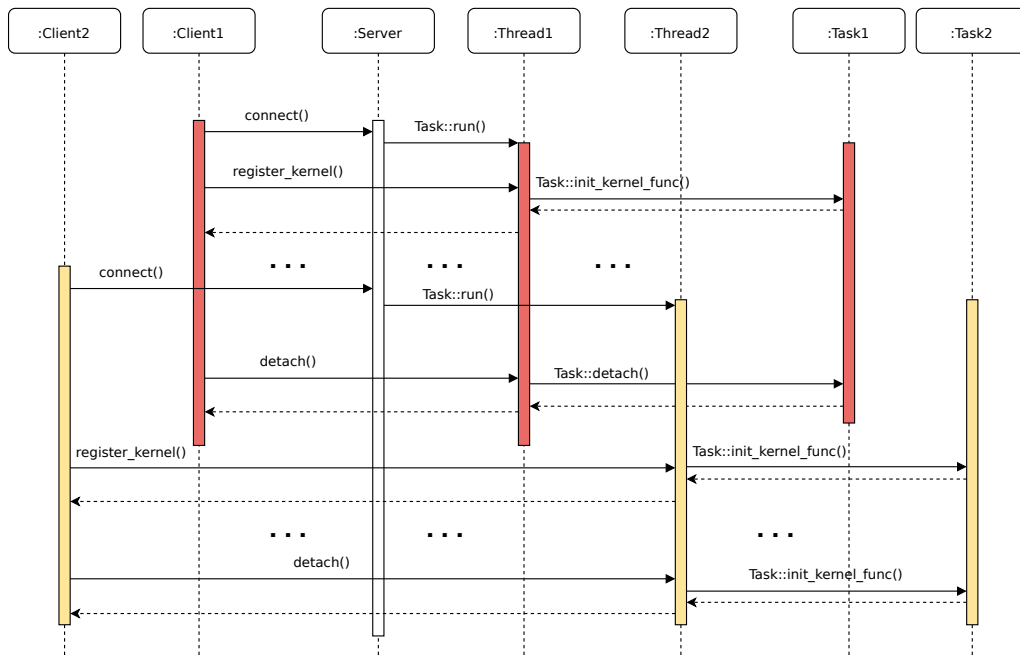 :Client2
:Client1
:Server
:Thread1
:Thread2
:Task1
:Task2
connect()
Task::run()
register_kernel()
Task::init_kernel_func()
...
...
...
connect()
Task::run()
detach()
Task::detach()
register_kernel()
Task::init_kernel_func()
...
...
...
detach()
Task::init_kernel_func()